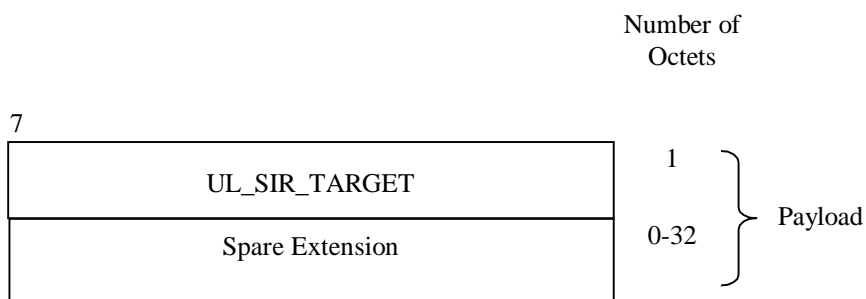 Number of
Octets
7
UL_SIR_TARGET
1
Spare Extension
0-32
Payload